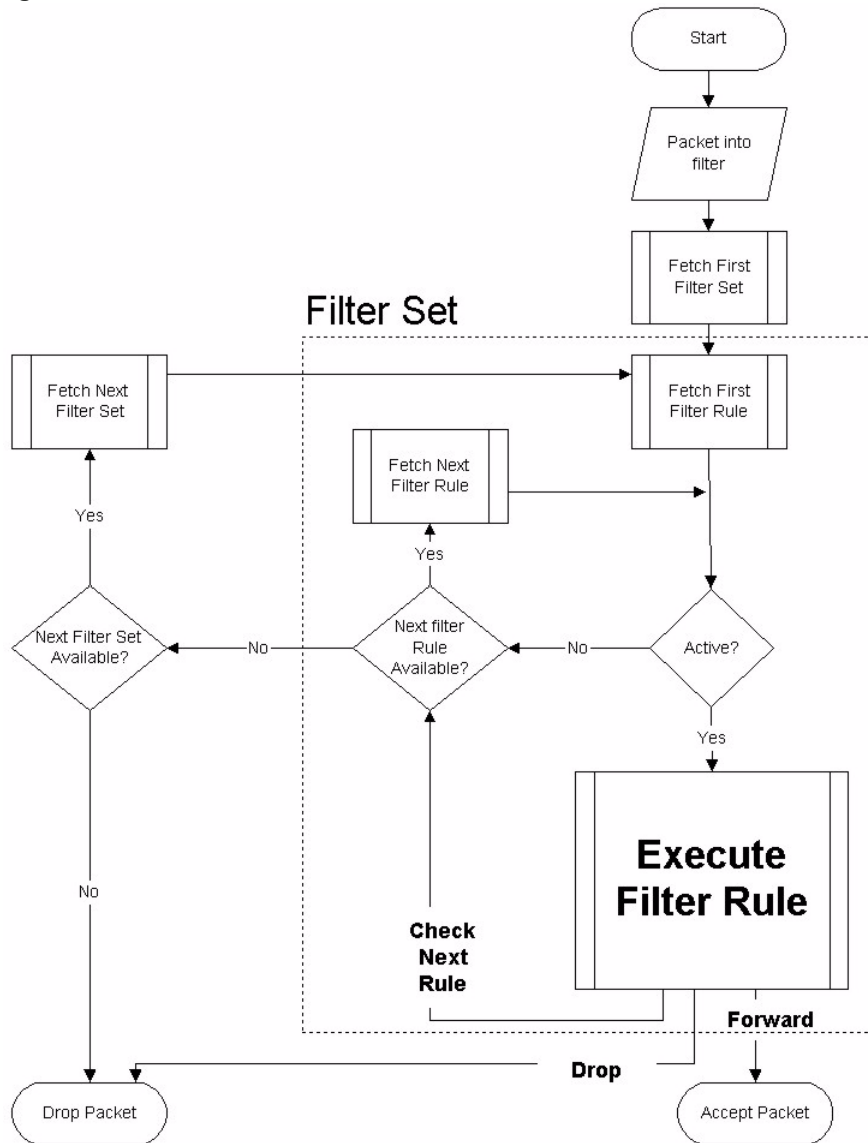 Start
Packet into
filter
Fetch First
Filter Set
Filter Set
Fetch Next
Filter Set
Fetch First
Filter Rule
Fetch Next
Filter Rule
Yes
Yes
Next Filter Set
Available?
No
Next filter
Rule
Available?
No
Active?
Yes
Execute
Filter Rule
No
Check
Next
Rule
Forward
Drop
Drop Packet
Accept Packet